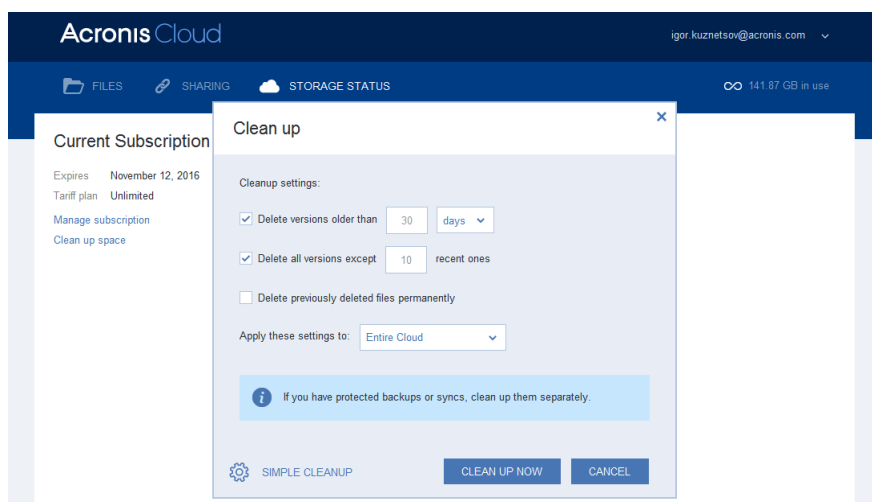 Acronis Cloud
igor.kuznetsov@acronis.com
FILES SHARING STORAGE STATUS 141.87 GB in use
Current Subscription
Expires November 12, 2016
Tariff plan Unlimited
Manage subscription
Clean up space
Clean up
Cleanup settings:
Delete versions older than 30 days
Delete all versions except 10 recent ones
Delete previously deleted files permanently
Apply these settings to: Entire Cloud
If you have protected backups or syncs, clean up them separately.
SIMPLE CLEANUP CLEAN UP NOW CANCEL